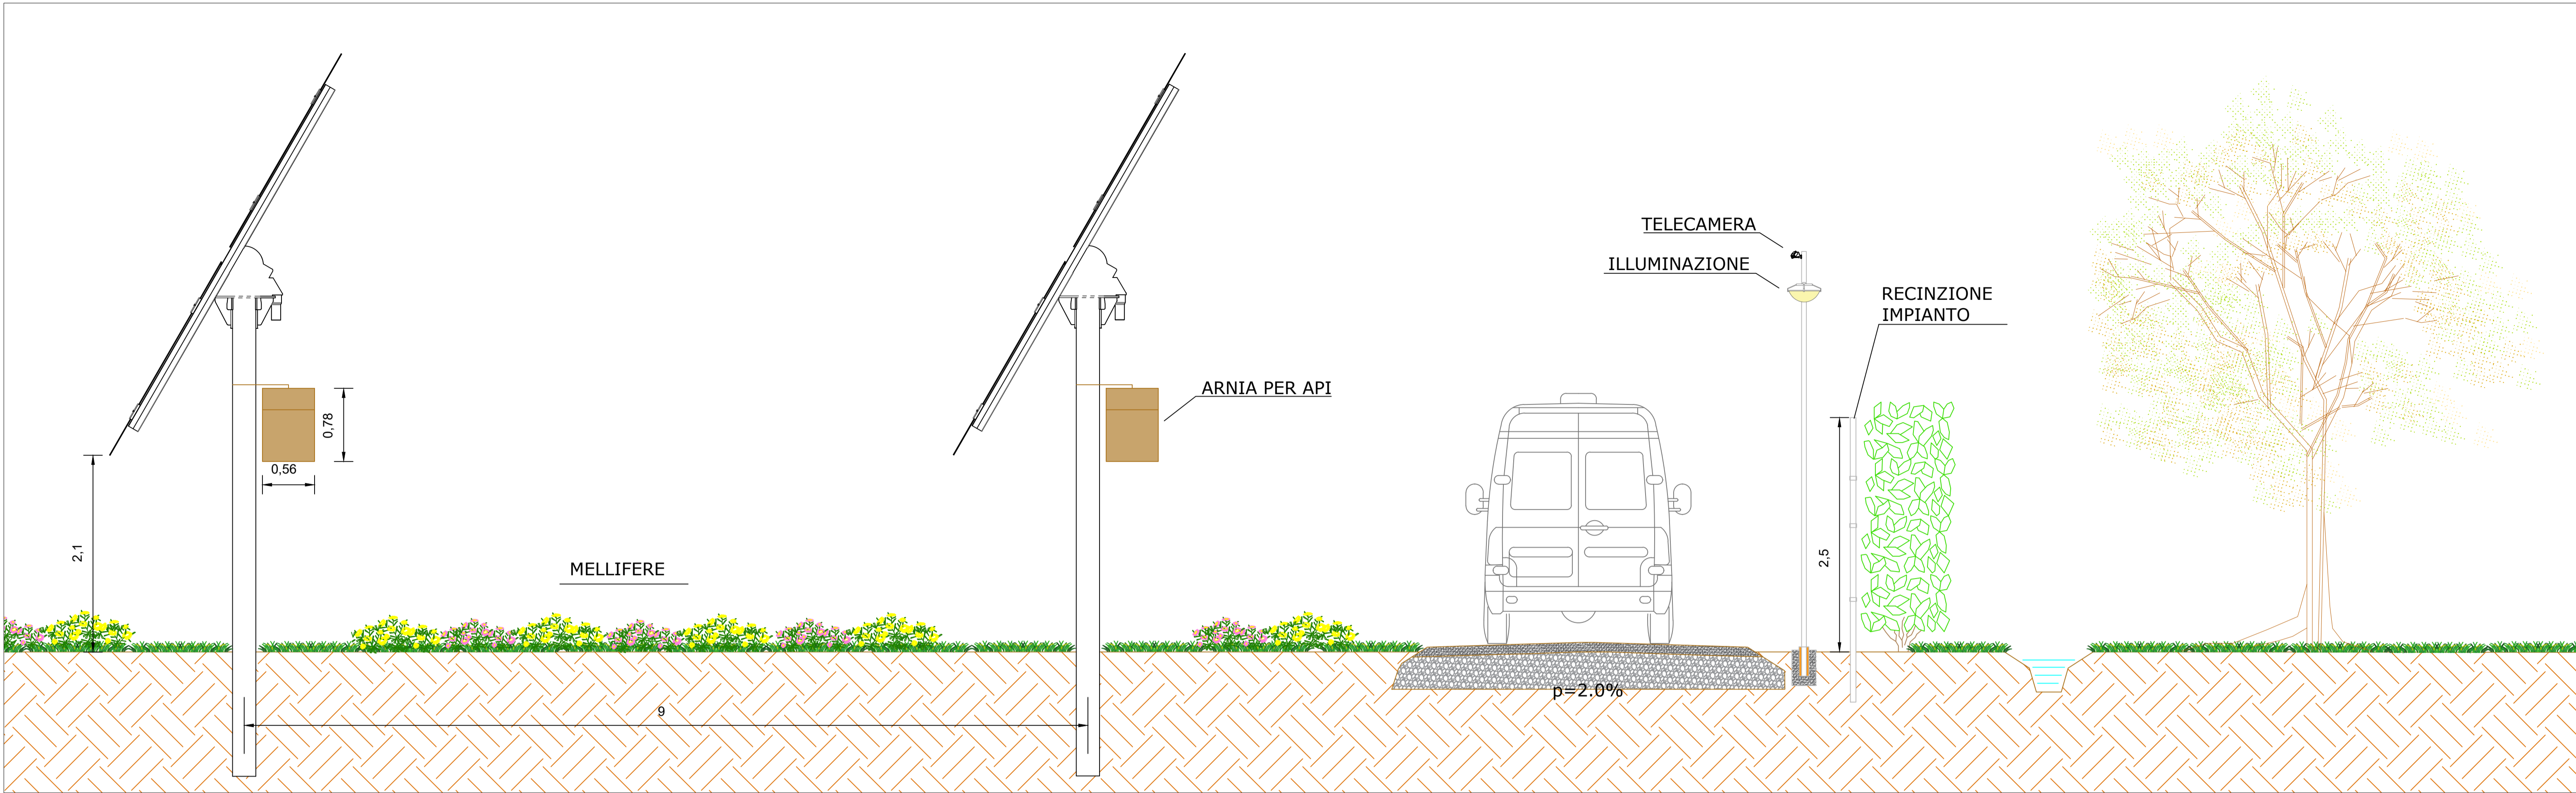 TELECAMERA
ILLUMINAZIONE
RECINZIONE
IMPIANTO
ARNIA PER API
0,78
0,56
2,1
MELLIFERE
2,5
p=2.0%
9